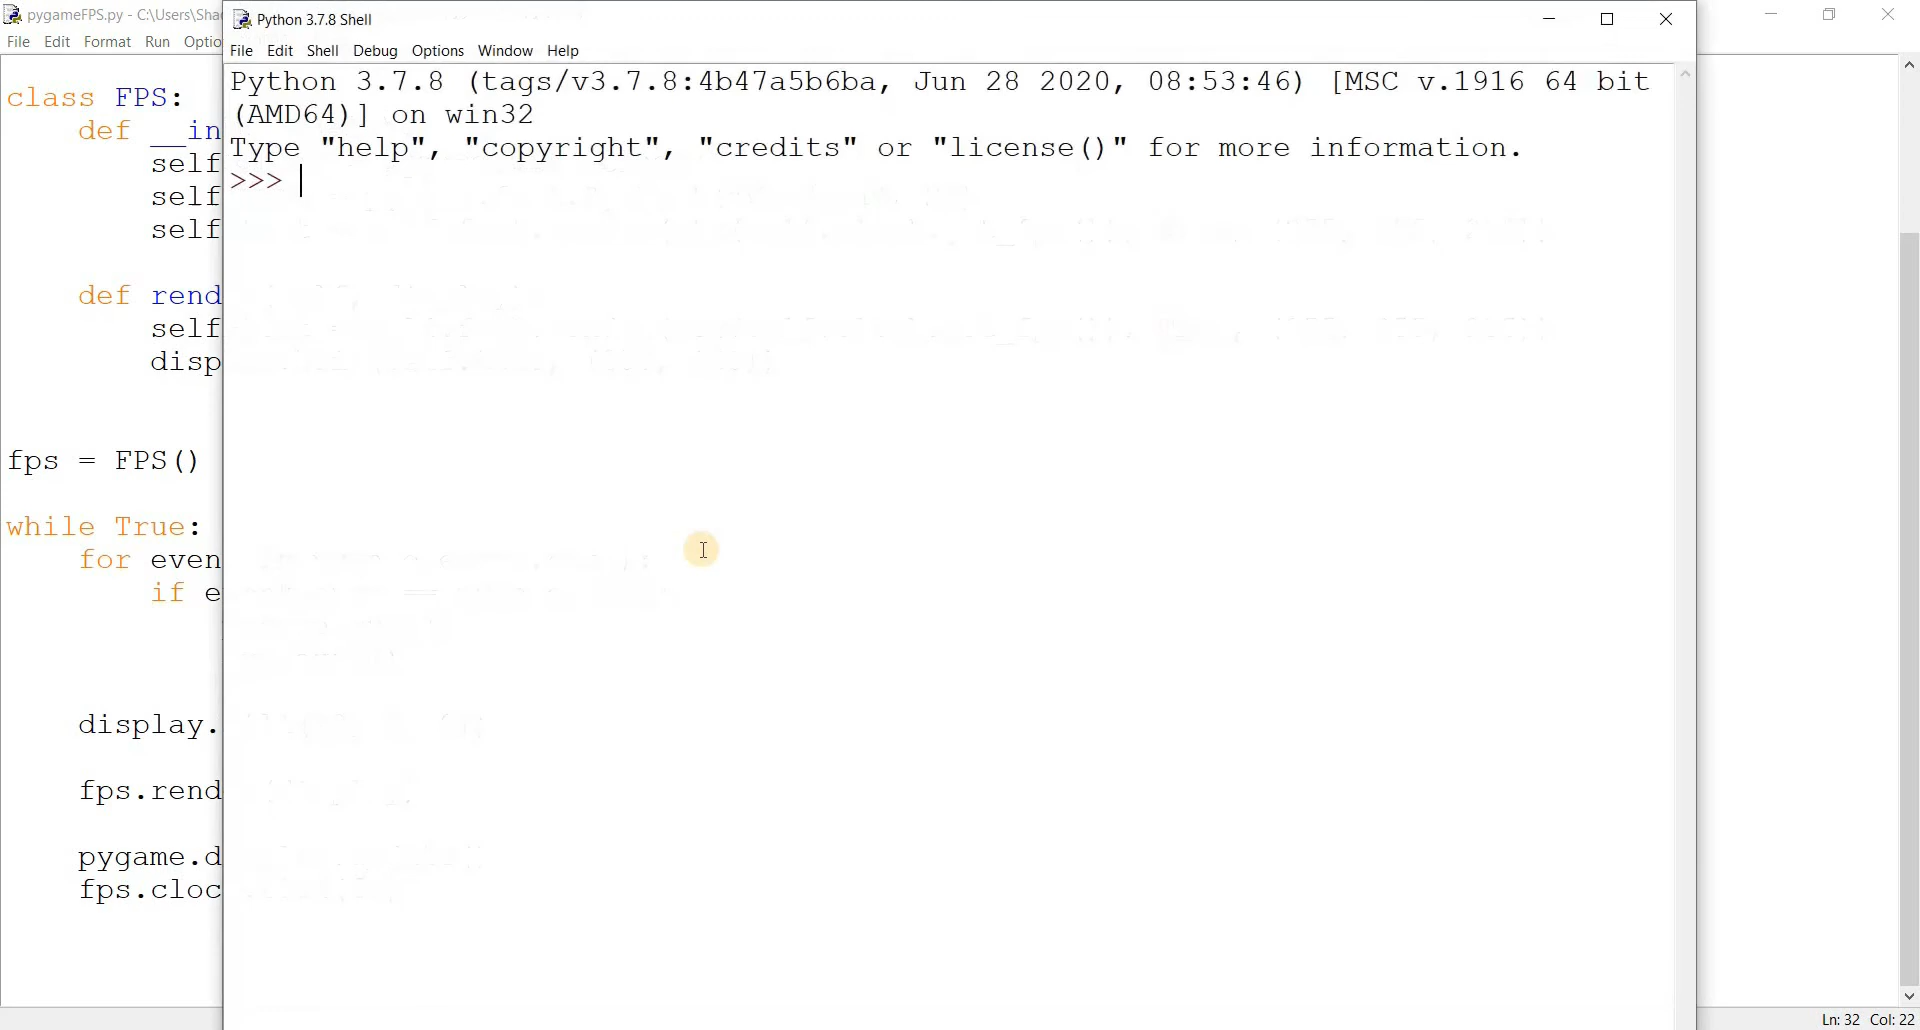 pygameFPS.py - C:\Users\Shad
File Edit Format Run Optio
class FPS:
def __in
self
self
self
def rend
self
disp
fps = FPS()
while True:
for even
if e
display.
fps.rend
pygame.d
fps.cloc
Python 3.7.8 Shell
File Edit Shell Debug Options Window Help
Python 3.7.8 (tags/v3.7.8:4b47a5b6ba, Jun 28 2020, 08:53:46) [MSC v.1916 64 bit
(AMD64)] on win32
Type "help", "copyright", "credits" or "license()" for more information.
>>>
Ln: 32 Col: 22